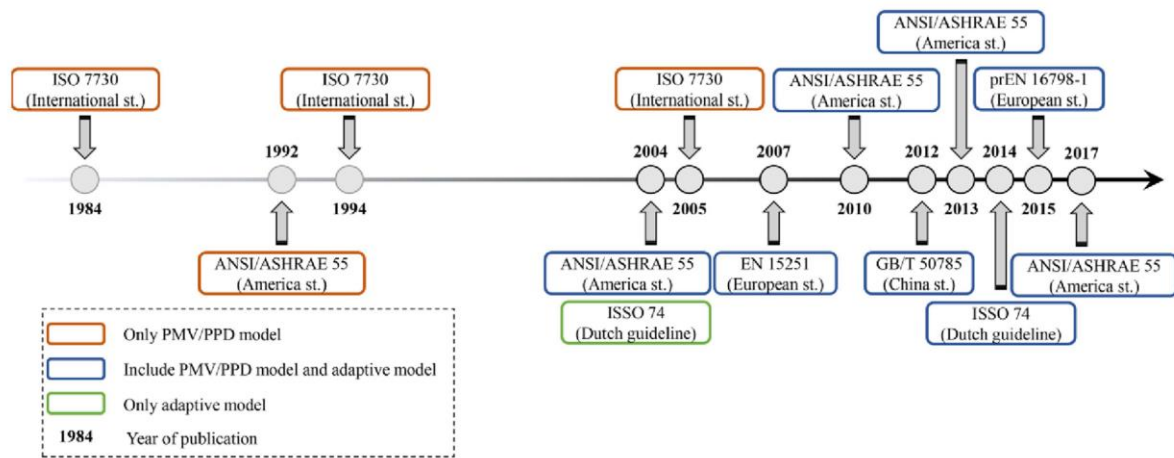 ANSI/ASHRAE 55
(America st.)
ISO 7730
(International st.)
ISO 7730
(International st.)
ISO 7730
(International st.)
ANSI/ASHRAE 55
(America st.)
prEN 16798-1
(European st.)
1992
2004
2007
2012
2014
2017
1984
1994
2005
2010
2013
2015
ANSI/ASHRAE 55
(America st.)
ANSI/ASHRAE 55
(America st.)
EN 15251
(European st.)
GB/T 50785
(China st.)
ANSI/ASHRAE 55
(America st.)
ISSO 74
(Dutch guideline)
ISSO 74
(Dutch guideline)
Only PMV/PPD model
Include PMV/PPD model and adaptive model
Only adaptive model
1984 Year of publication